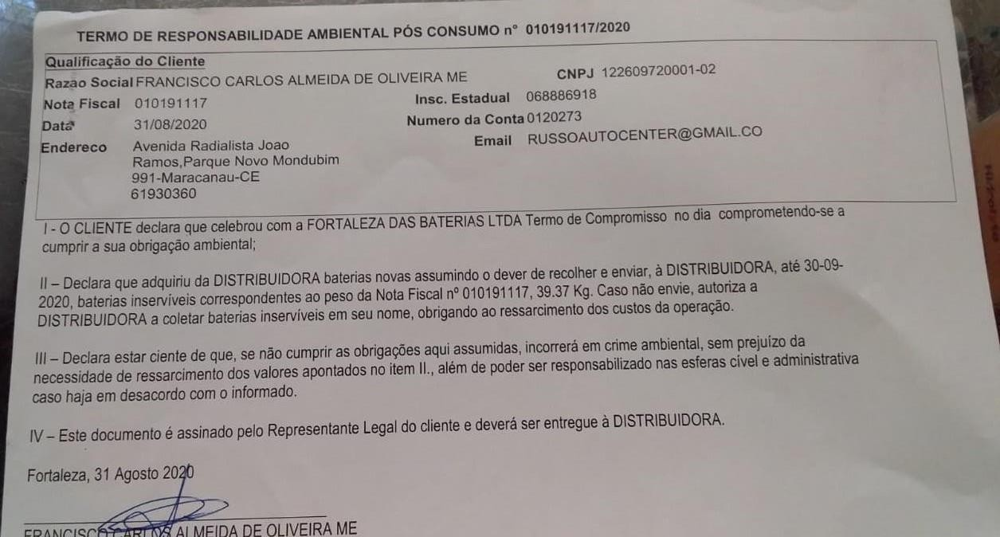 TERMO DE RESPONSABILIDADE AMBIENTAL PÓS CONSUMO n° 010191117/2020
Qualificação do Cliente
Razao Social FRANCISCO CARLOS ALMEIDA DE OLIVEIRA ME CNPJ 122609720001-02
Nota Fiscal 010191117 Insc. Estadual 068886918
Data 31/08/2020 Numero da Conta 0120273
Endereco Avenida Radialista Joao Email RUSSOAUTOCENTER@GMAIL.CO
Ramos,Parque Novo Mondubim
991-Maracanau-CE
61930360
I - O CLIENTE declara que celebrou com a FORTALEZA DAS BATERIAS LTDA Termo de Compromisso no dia comprometendo-se a
cumprir a sua obrigação ambiental;
II – Declara que adquiriu da DISTRIBUIDORA baterias novas assumindo o dever de recolher e enviar, à DISTRIBUIDORA, até 30-09-
2020, baterias inservíveis correspondentes ao peso da Nota Fiscal nº 010191117, 39.37 Kg. Caso não envie, autoriza a
DISTRIBUIDORA a coletar baterias inservíveis em seu nome, obrigando ao ressarcimento dos custos da operação.
III – Declara estar ciente de que, se não cumprir as obrigações aqui assumidas, incorrerá em crime ambiental, sem prejuízo da
necessidade de ressarcimento dos valores apontados no item II., além de poder ser responsabilizado nas esferas cível e administrativa
caso haja em desacordo com o informado.
IV – Este documento é assinado pelo Representante Legal do cliente e deverá ser entregue à DISTRIBUIDORA.
Fortaleza, 31 Agosto 2020
FRANCISCO CARLOS ALMEIDA DE OLIVEIRA ME